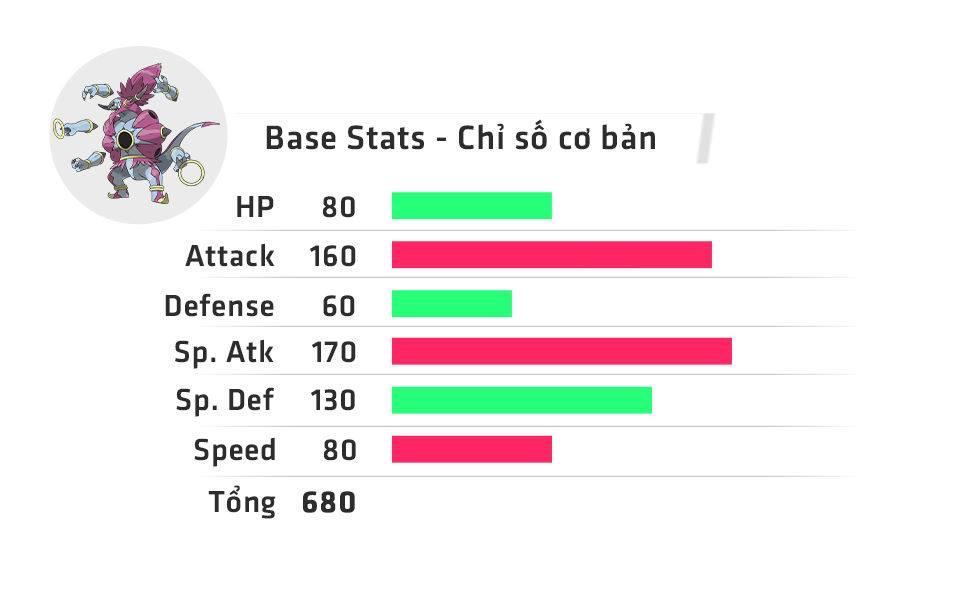 Base Stats - Chỉ số cơ bản
HP 80
Attack 160
Defense 60
Sp. Atk 170
Sp. Def 130
Speed 80
Tổng 680